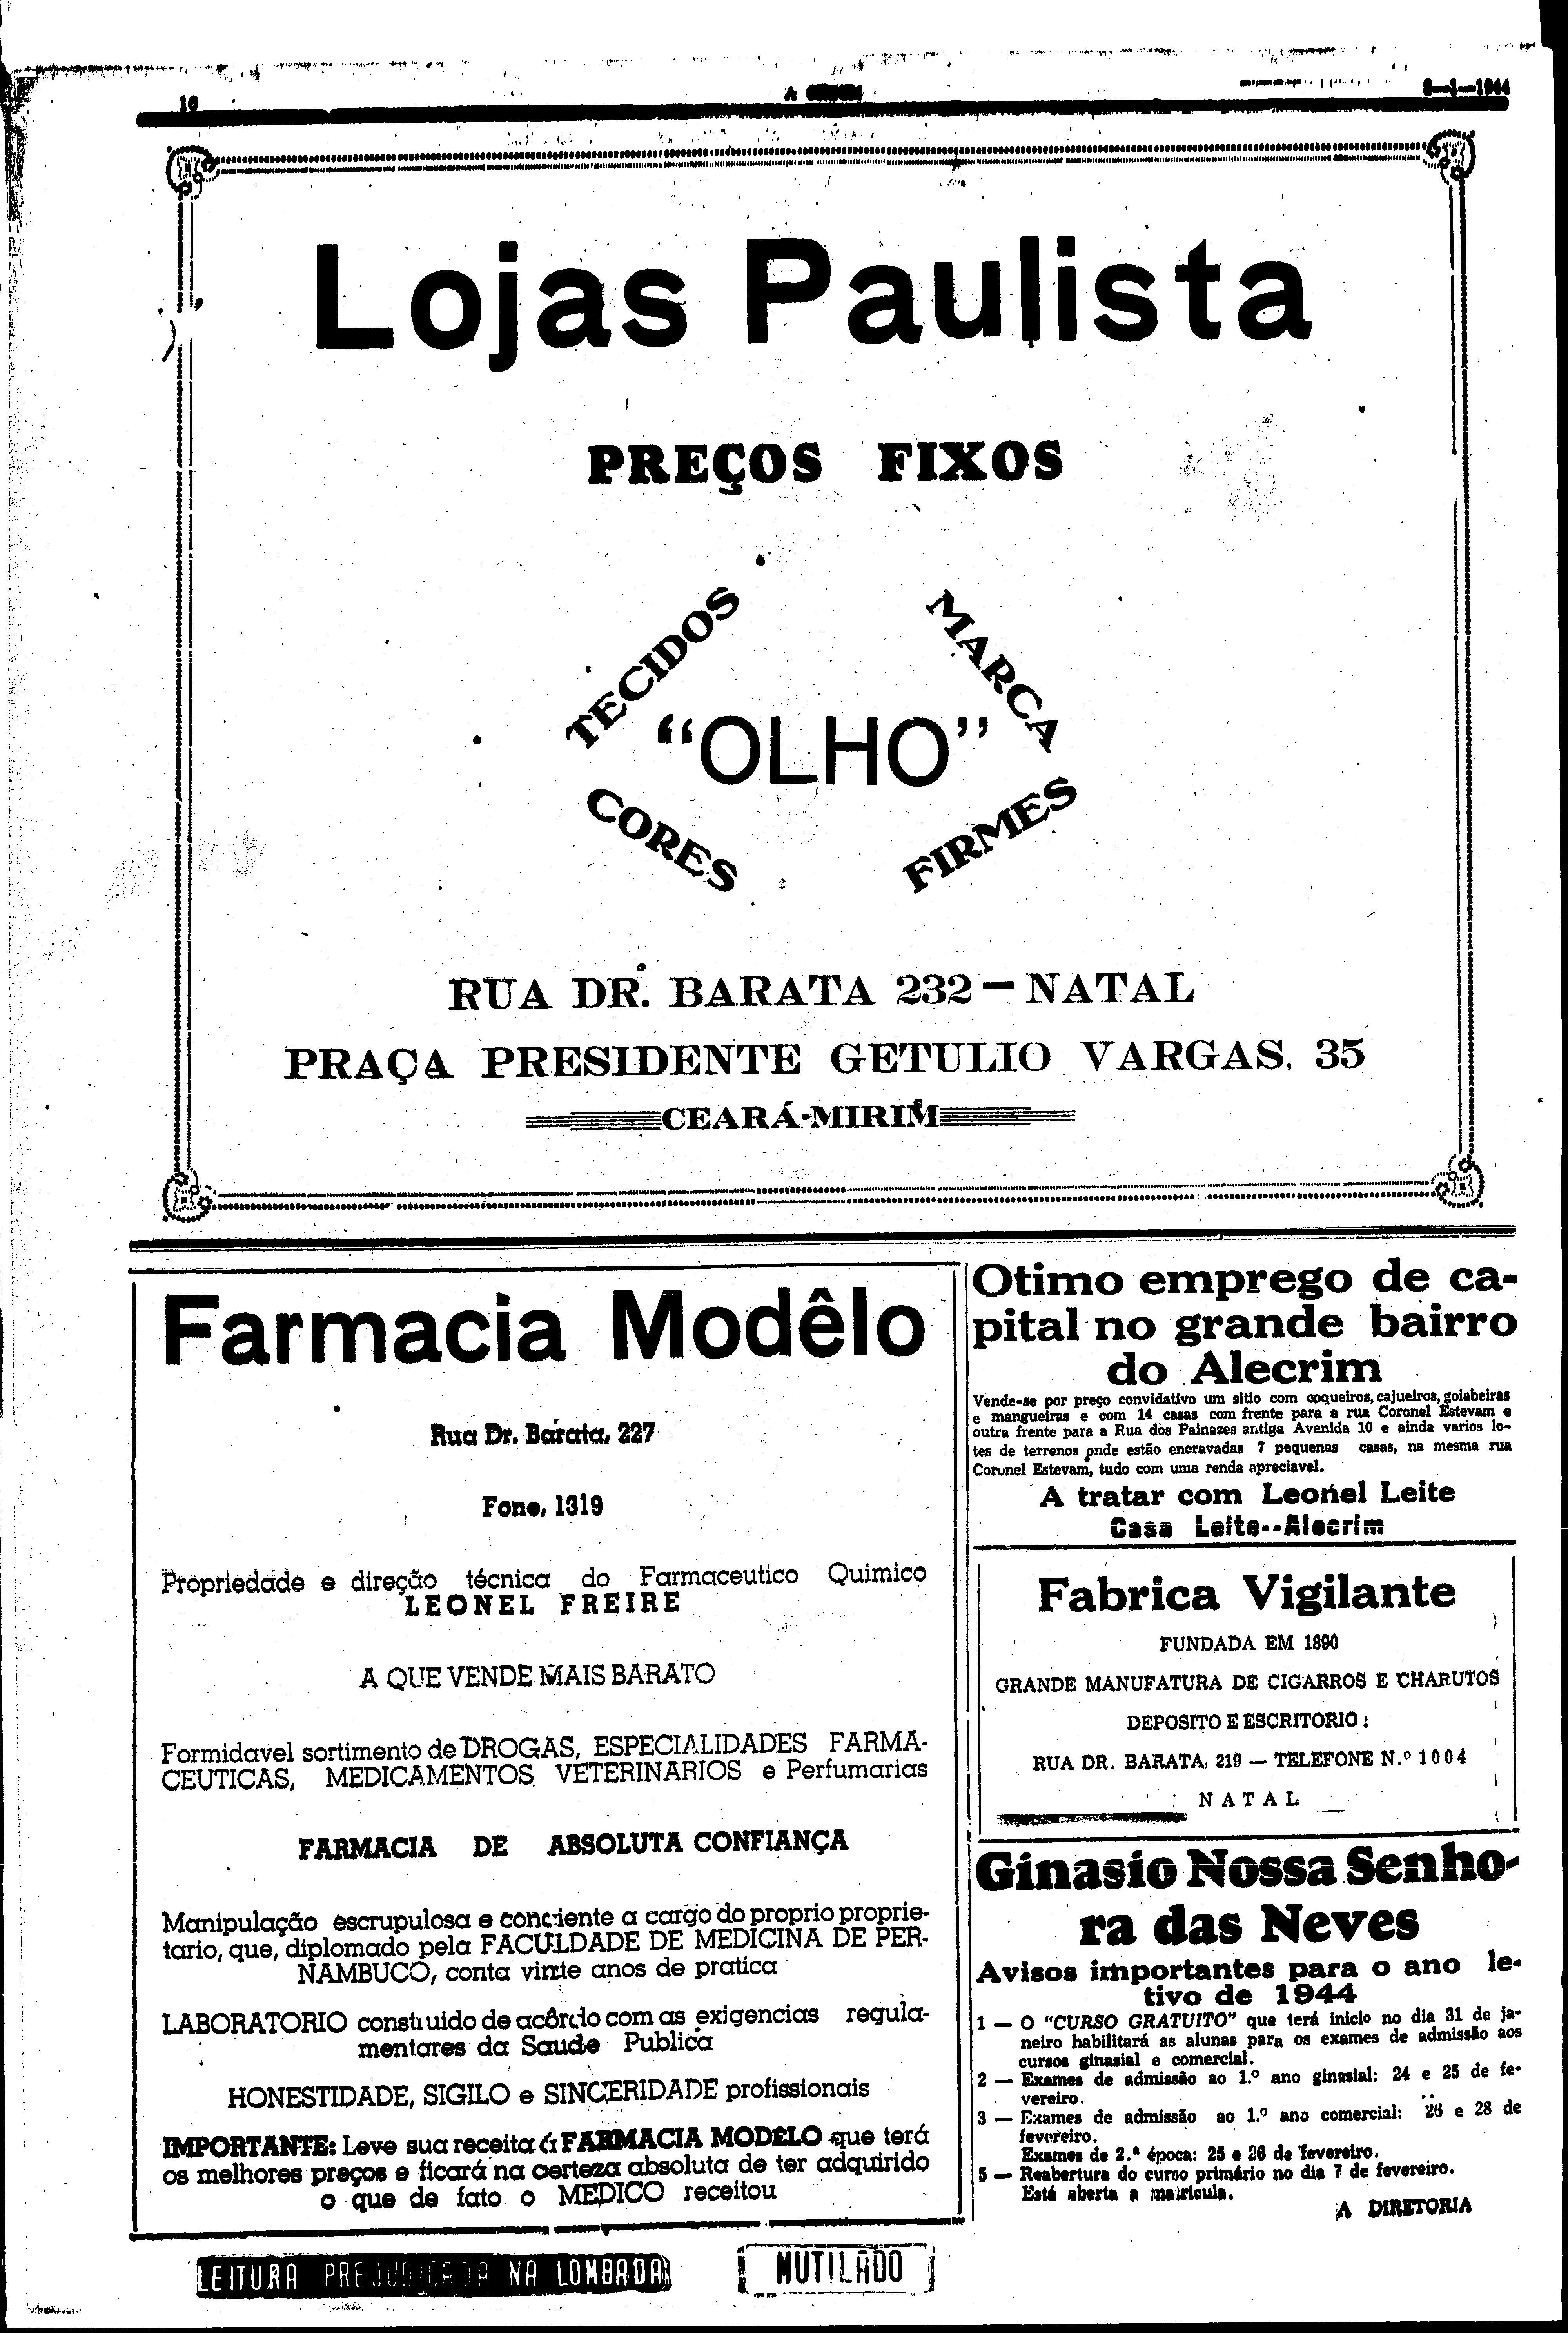 16
A ORDEM
Lojas Paulista
PREÇOS FIXOS
TECIDOS
MARCA
"OLHO"
CORES
FIRMES
RUA DR. BARATA 232 — NATAL
PRAÇA PRESIDENTE GETULIO VARGAS, 35
CEARÁ-MIRIM
Farmacia Modêlo
Rua Dr. Barata, 227
Fone, 1319
Propriedade e direção técnica do Farmaceutico Quimico
LEONEL FREIRE
A QUE VENDE MAIS BARATO
Formidavel sortimento de DROGAS, ESPECIALIDADES FARMA-
CEUTICAS, MEDICAMENTOS VETERINARIOS e Perfumarias
FARMACIA DE ABSOLUTA CONFIANÇA
Manipulação escrupulosa e conciente a cargo do proprio proprie-
tario, que, diplomado pela FACULDADE DE MEDICINA DE PER-
NAMBUCO, conta vinte anos de pratica
LABORATORIO constiuido de acôrdo com as exigencias regula-
mentares da Saude Publica
HONESTIDADE, SIGILO e SINCERIDADE profissionais
IMPORTANTE: Leve sua receita á FARMACIA MODELO que terá
os melhores preços e ficará na certeza absoluta de ter adquirido
o que de fato o MEDICO receitou
Otimo emprego de ca-
pital no grande bairro
do Alecrim
Vende-se por preço convidativo um sitio com coqueiros, cajueiros, goiabeiras
e mangueiras e com 14 casas com frente para a rua Coronel Estevam e
outra frente para a Rua dos Painazes antiga Avenida 10 e ainda varios lo-
tes de terrenos onde estão encravadas 7 pequenas casas, na mesma rua
Coronel Estevam, tudo com uma renda apreciavel.
A tratar com Leonel Leite
Casa Leite--Alecrim
Fabrica Vigilante
FUNDADA EM 1890
GRANDE MANUFATURA DE CIGARROS E CHARUTOS
DEPOSITO E ESCRITORIO :
RUA DR. BARATA, 219 — TELEFONE N.º 1004
NATAL
Ginasio Nossa Senho-
ra das Neves
Avisos importantes para o ano le-
tivo de 1944
1 — O "CURSO GRATUITO" que terá inicio no dia 31 de ja-
neiro habilitará as alunas para os exames de admissão aos
cursos ginasial e comercial.
2 — Exames de admissão ao 1.º ano ginasial: 24 e 25 de fe-
vereiro.
3 — Exames de admissão ao 1.º ano comercial: e 28 de
fevereiro.
Exames de 2.ª época: 25 e 26 de fevereiro.
5 — Reabertura do curso primário no dia 7 de fevereiro.
Está aberta a matricula.
A DIRETORIA
LEITURA PREJUDICADA NA LOMBADA
MUTILADO